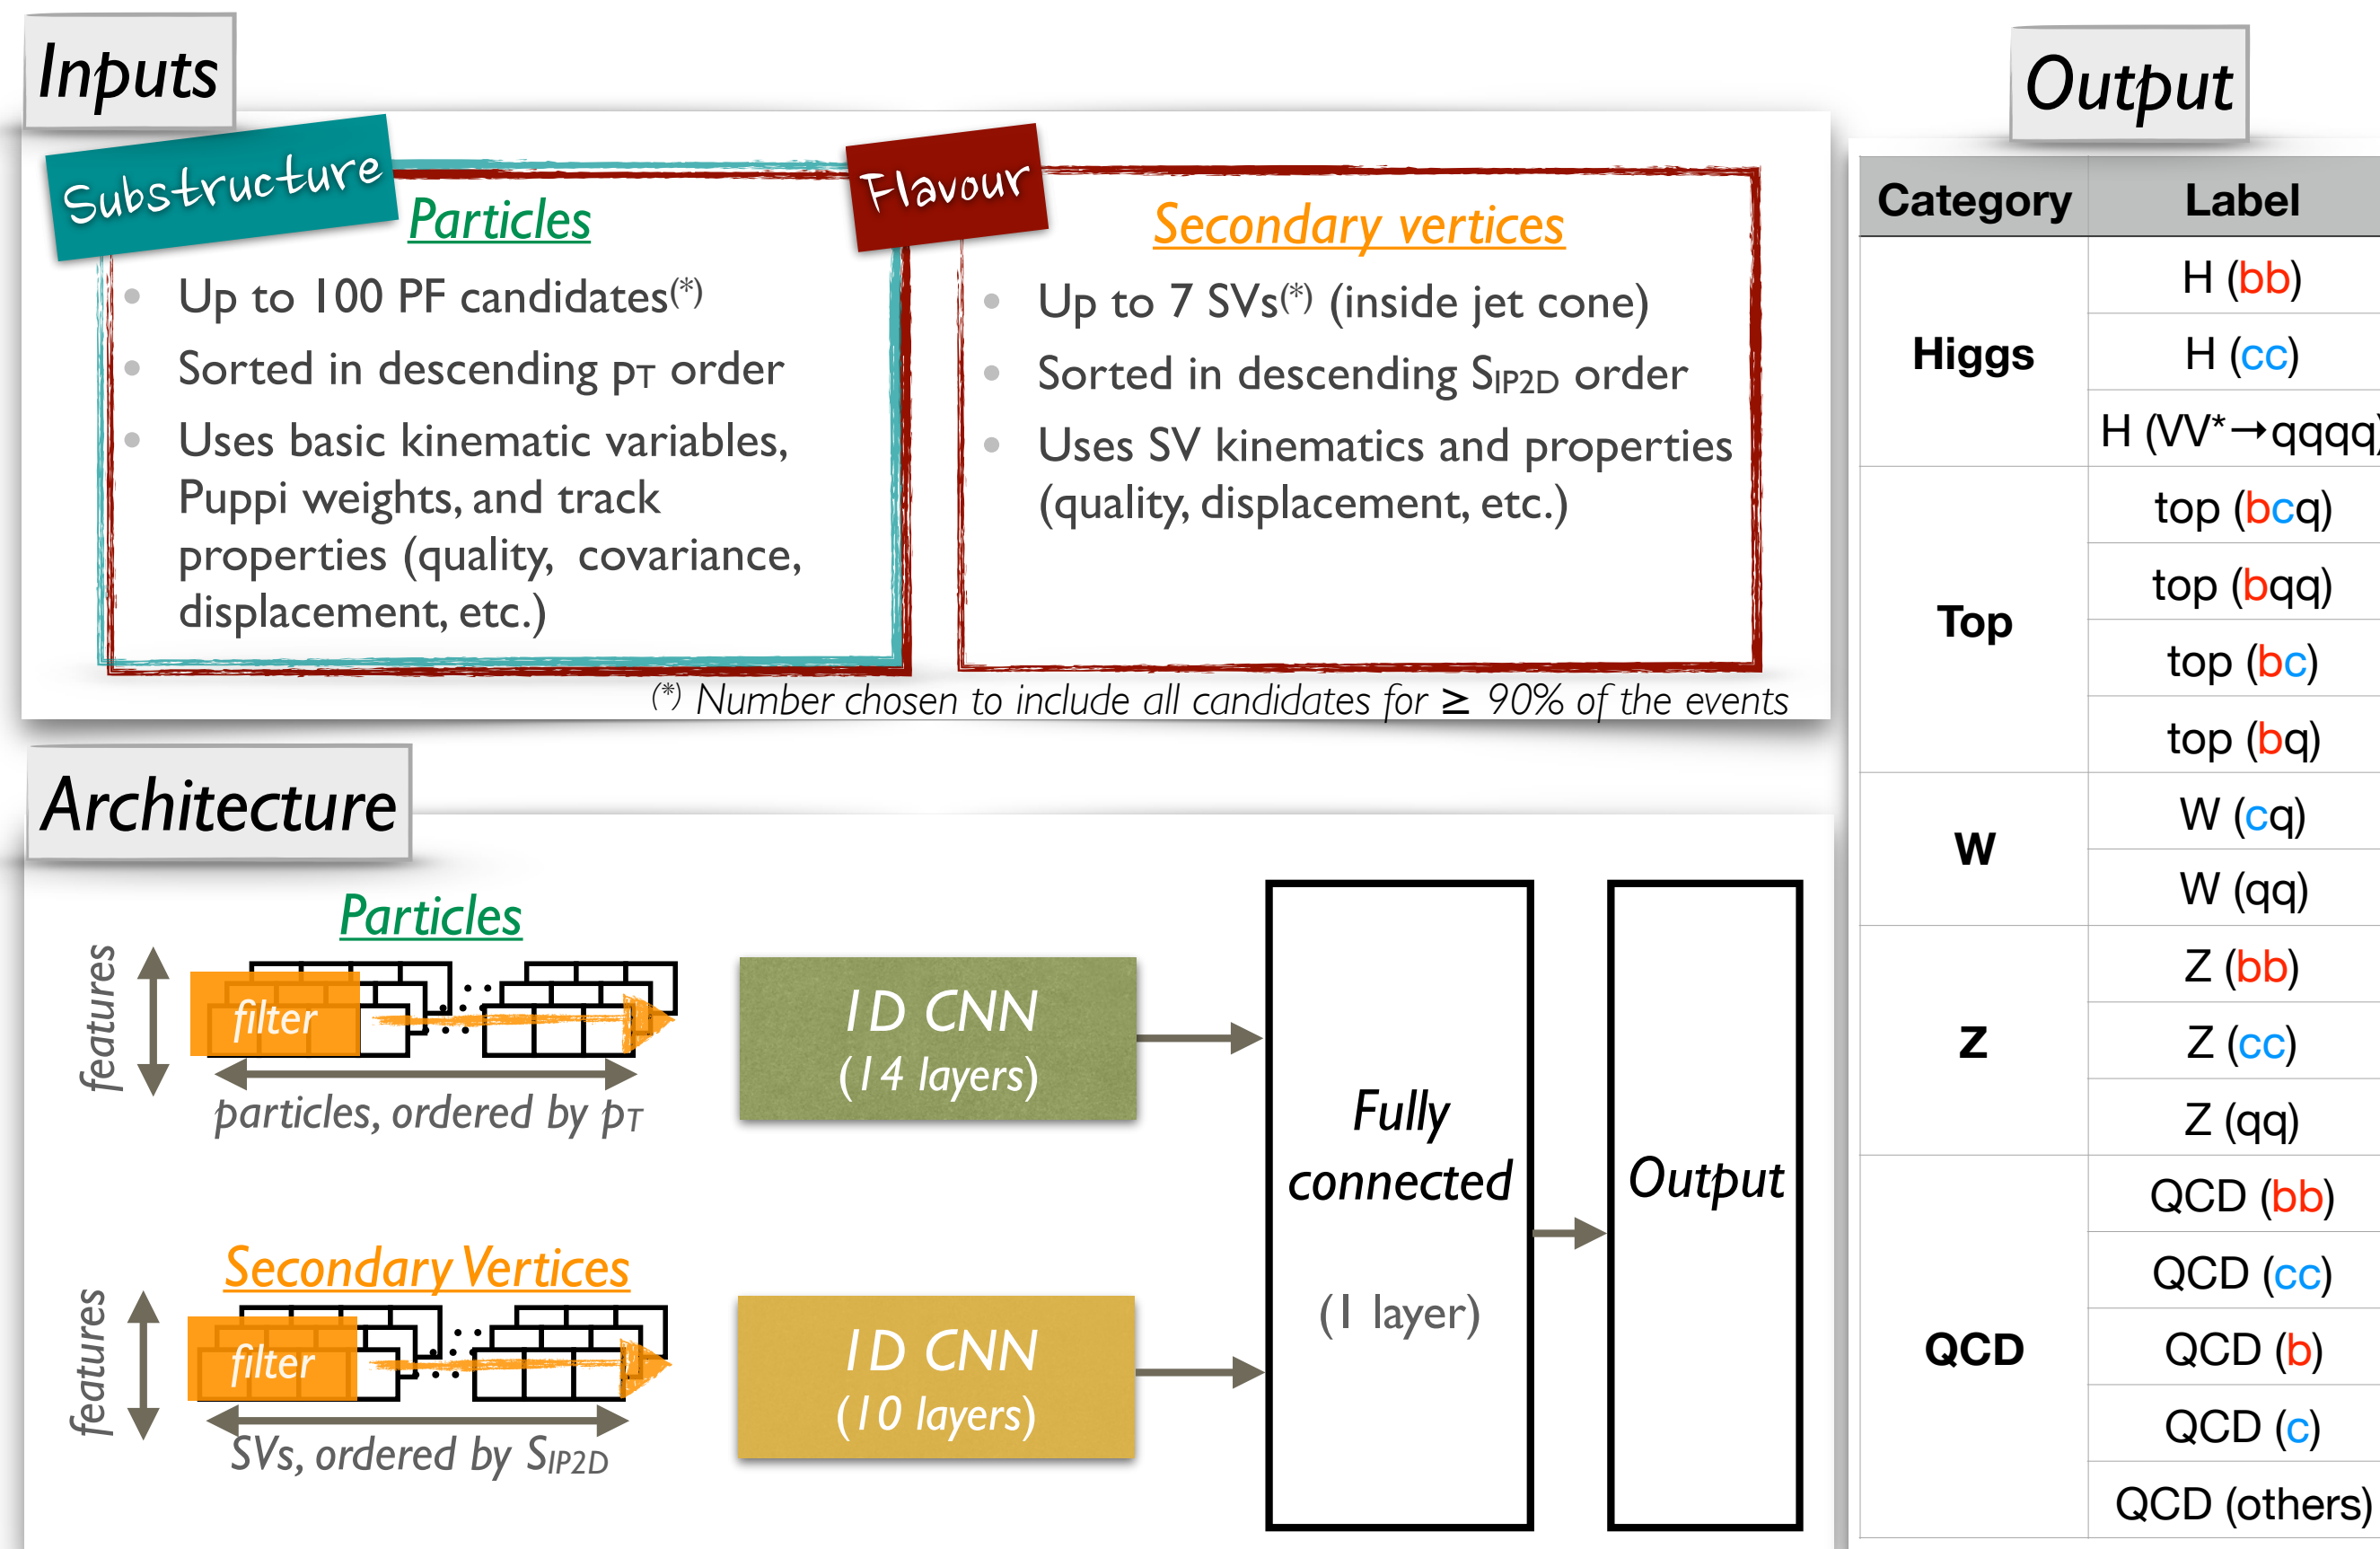 Inputs
Substructure
Particles
• Up to 100 PF candidates(*)
• Sorted in descending pT order
• Uses basic kinematic variables,
Puppi weights, and track
properties (quality, covariance,
displacement, etc.)
Flavour
Secondary vertices
• Up to 7 SVs(*) (inside jet cone)
• Sorted in descending SIP2D order
• Uses SV kinematics and properties
(quality, displacement, etc.)
(*) Number chosen to include all candidates for ≥ 90% of the events
Architecture
Particles
features
filter
particles, ordered by pT
1D CNN
(14 layers)
Secondary Vertices
features
filter
SVs, ordered by SIP2D
1D CNN
(10 layers)
Fully
connected
(1 layer)
Output
Output
Category Label
Higgs
H (bb)
H (cc)
H (VV*→qqqq)
Top
top (bcq)
top (bqq)
top (bc)
top (bq)
W
W (cq)
W (qq)
Z
Z (bb)
Z (cc)
Z (qq)
QCD
QCD (bb)
QCD (cc)
QCD (b)
QCD (c)
QCD (others)